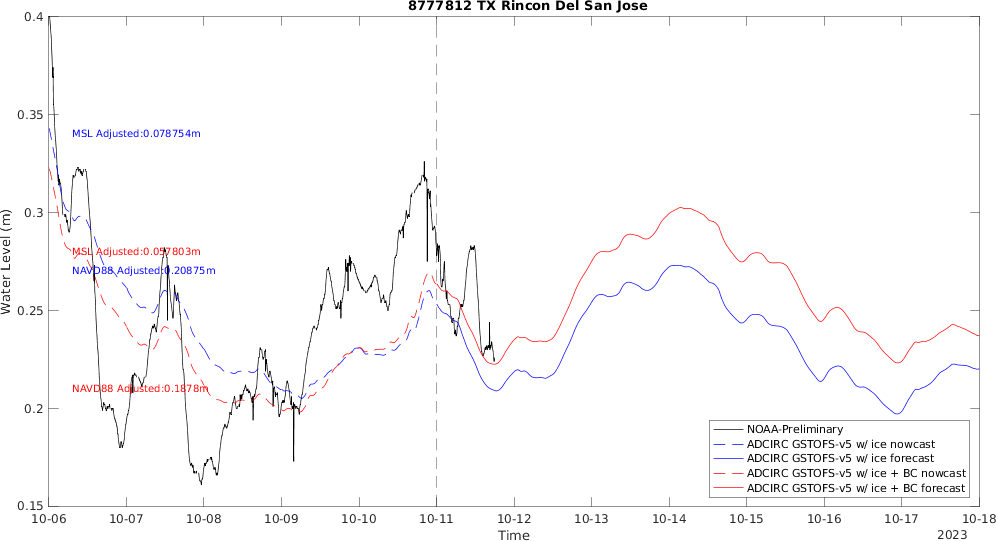 8777812 TX Rincon Del San Jose
Water Level (m)
0.4
0.35
0.3
0.25
0.2
0.15
MSL Adjusted:0.078754m
MSL Adjusted:0.057803m
NAVD88 Adjusted:0.20875m
NAVD88 Adjusted:0.1878m
NOAA-Preliminary
ADCIRC GSTOFS-v5 w/ ice nowcast
ADCIRC GSTOFS-v5 w/ ice forecast
ADCIRC GSTOFS-v5 w/ ice + BC nowcast
ADCIRC GSTOFS-v5 w/ ice + BC forecast
10-06 10-07 10-08 10-09 10-10 10-11 10-12 10-13 10-14 10-15 10-16 10-17 10-18
Time
2023